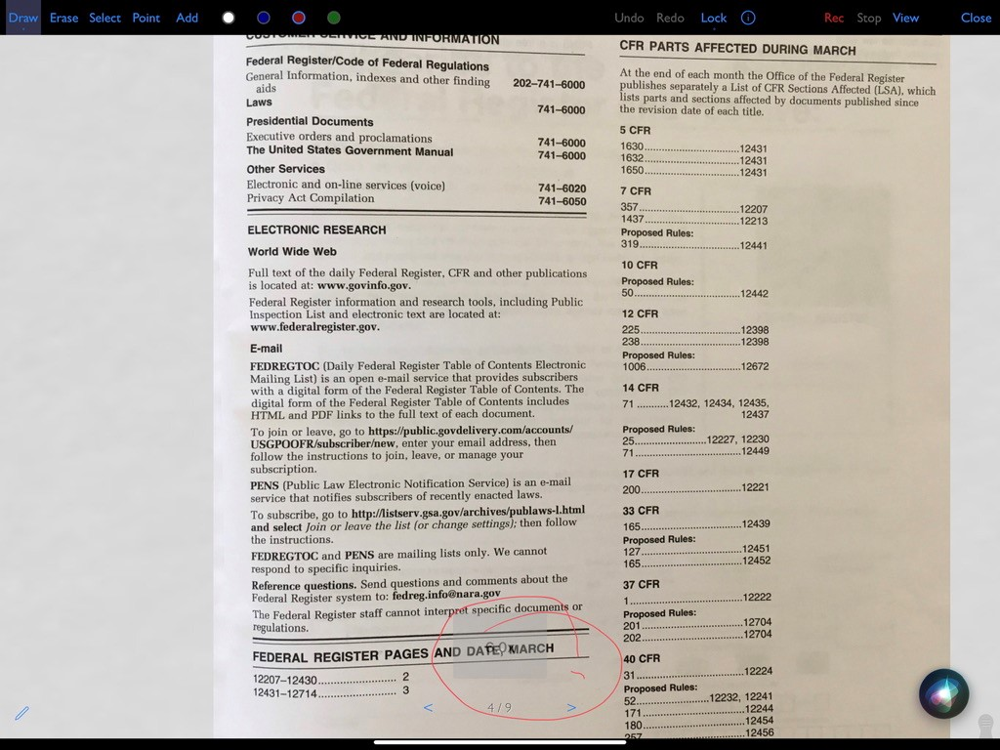 Draw Erase Select Point Add Undo Redo Lock Rec Stop View Close
CUSTOMER SERVICE AND INFORMATION
Federal Register/Code of Federal Regulations
General Information, indexes and other finding 202–741–6000
aids
Laws 741–6000
Presidential Documents
Executive orders and proclamations 741–6000
The United States Government Manual 741–6000
Other Services
Electronic and on-line services (voice) 741–6020
Privacy Act Compilation 741–6050
ELECTRONIC RESEARCH
World Wide Web
Full text of the daily Federal Register, CFR and other publications
is located at: www.govinfo.gov.
Federal Register information and research tools, including Public
Inspection List and electronic text are located at:
www.federalregister.gov.
E-mail
FEDREGTOC (Daily Federal Register Table of Contents Electronic
Mailing List) is an open e-mail service that provides subscribers
with a digital form of the Federal Register Table of Contents. The
digital form of the Federal Register Table of Contents includes
HTML and PDF links to the full text of each document.
To join or leave, go to https://public.govdelivery.com/accounts/
USGPOOFR/subscriber/new, enter your email address, then
follow the instructions to join, leave, or manage your
subscription.
PENS (Public Law Electronic Notification Service) is an e-mail
service that notifies subscribers of recently enacted laws.
To subscribe, go to http://listserv.gsa.gov/archives/publaws-l.html
and select Join or leave the list (or change settings); then follow
the instructions.
FEDREGTOC and PENS are mailing lists only. We cannot
respond to specific inquiries.
Reference questions. Send questions and comments about the
Federal Register system to: fedreg.info@nara.gov
The Federal Register staff cannot interpret specific documents or
regulations.
FEDERAL REGISTER PAGES AND DATE, MARCH
12207–12430........................... 2
12431–12714........................... 3
4 / 9
CFR PARTS AFFECTED DURING MARCH
At the end of each month the Office of the Federal Register
publishes separately a List of CFR Sections Affected (LSA), which
lists parts and sections affected by documents published since
the revision date of each title.
5 CFR
1630.................................12431
1632.................................12431
1650.................................12431
7 CFR
357...................................12207
1437.................................12213
Proposed Rules:
319...................................12441
10 CFR
Proposed Rules:
50.....................................12442
12 CFR
225...................................12398
238...................................12398
Proposed Rules:
1006.................................12672
14 CFR
71 ...........12432, 12434, 12435,
12437
Proposed Rules:
25.........................12227, 12230
71.....................................12449
17 CFR
200...................................12221
33 CFR
165...................................12439
Proposed Rules:
127...................................12451
165...................................12452
37 CFR
1.......................................12222
Proposed Rules:
201...................................12704
202...................................12704
40 CFR
31.....................................12224
Proposed Rules:
52.........................12232, 12241
171...................................12244
180...................................12454
257...................................12456